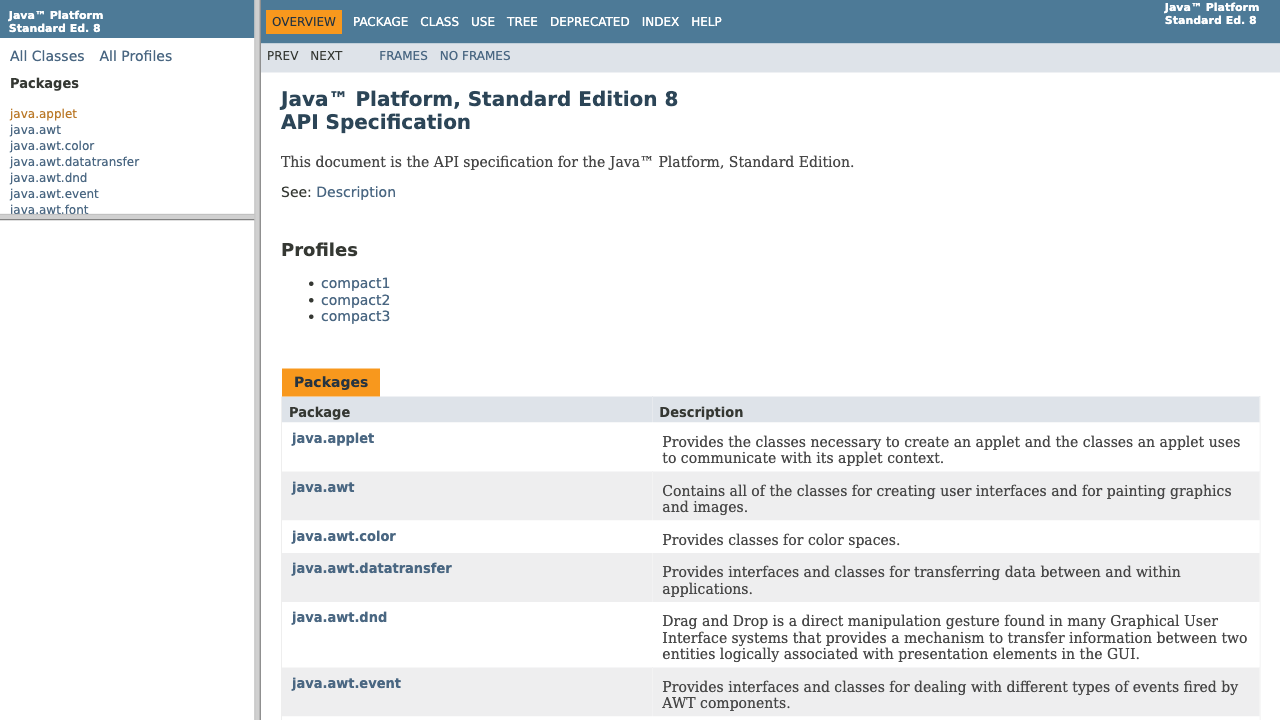 Java™ Platform
Standard Ed. 8
All Classes All Profiles
Packages
java.applet
java.awt
java.awt.color
java.awt.datatransfer
java.awt.dnd
java.awt.event
java.awt.font
OVERVIEW PACKAGE CLASS USE TREE DEPRECATED INDEX HELP
Java™ Platform
Standard Ed. 8
PREV NEXT FRAMES NO FRAMES
Java™ Platform, Standard Edition 8
API Specification
This document is the API specification for the Java™ Platform, Standard Edition.
See: Description
Profiles
• compact1
• compact2
• compact3
Packages
Package Description
java.applet Provides the classes necessary to create an applet and the classes an applet uses
to communicate with its applet context.
java.awt Contains all of the classes for creating user interfaces and for painting graphics
and images.
java.awt.color Provides classes for color spaces.
java.awt.datatransfer Provides interfaces and classes for transferring data between and within
applications.
java.awt.dnd Drag and Drop is a direct manipulation gesture found in many Graphical User
Interface systems that provides a mechanism to transfer information between two
entities logically associated with presentation elements in the GUI.
java.awt.event Provides interfaces and classes for dealing with different types of events fired by
AWT components.